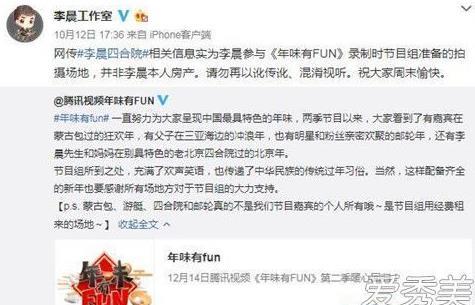 李晨工作室
10月12日 17:36 来自 iPhone客户端
网传#李晨四合院#相关信息实为李晨参与《年味有FUN》录制时节目组准备的拍
摄场地，并非李晨本人房产。请勿再以讹传讹、混淆视听。祝大家周末愉快。
@腾讯视频年味有FUN
#年味有fun# 一直努力为大家呈现中国最具特色的年味，两季节目以来，大家看到了有嘉宾在
蒙古包过的狂欢年，有父子在三亚海边的冲浪年，也有明星和粉丝亲密欢聚的邮轮年，还有李
晨先生和妈妈在别具特色的老北京四合院过的北京年。
节目组所到之处，充满了欢声笑语，也传递了中华民族的传统过年习俗。当然，这样配备齐全
的新年也要感谢所有场地方对于节目组的大力支持。
【p.s. 蒙古包、游艇、四合院和邮轮真的不是我们节目嘉宾的个人所有哦～是节目组用经费租
来的场地～】 收起全文
年味有fun
年味有FUN
12月14日腾讯视频《年味有FUN》第二季暖心
爱秀美